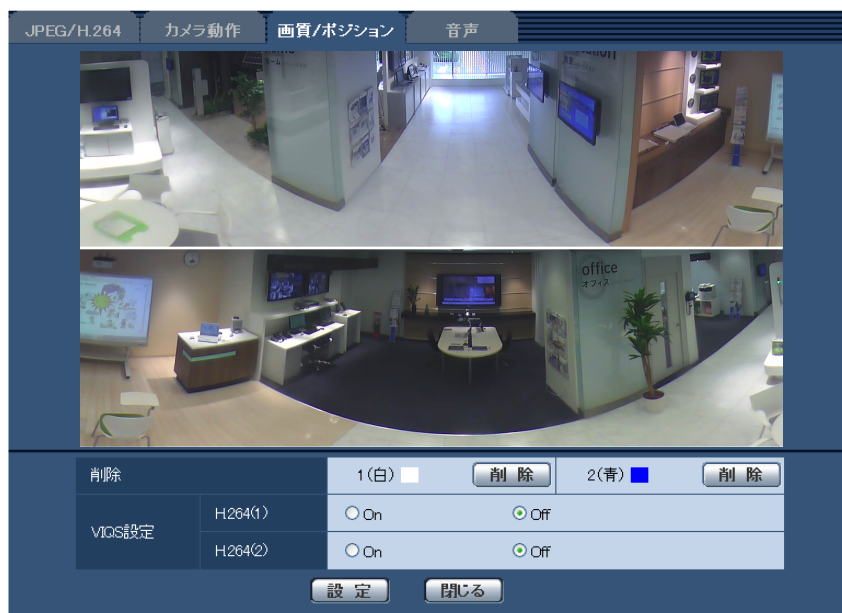 JPEG/H.264 カメラ動作 画質/ポジション 音声
office
オフィス
削除 1(白) 削除 2(青) 削除
VIQS設定
H.264(1) On Off
H.264(2) On Off
設定 閉じる